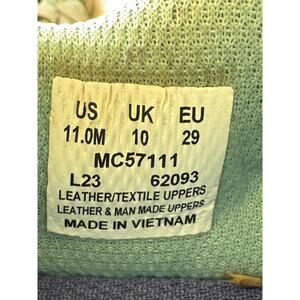 US UK EU
11.0M 10 29
MC57111
L23 62093
LEATHER/TEXTILE UPPERS
LEATHER & MAN MADE UPPERS
MADE IN VIETNAM